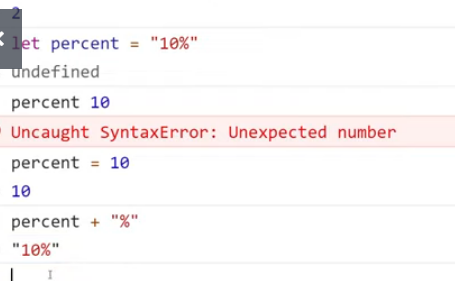 2
let percent = "10%"
undefined
percent 10
Uncaught SyntaxError: Unexpected number
percent = 10
10
percent + "%"
"10%"